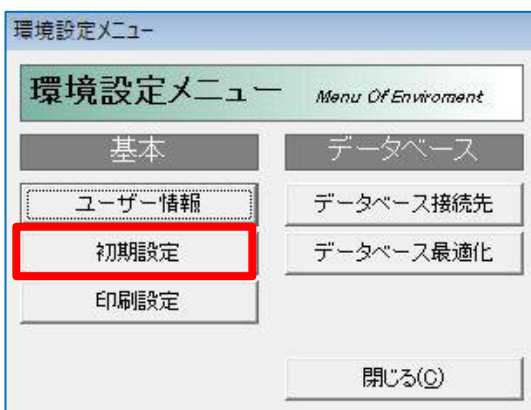 環境設定メニュー
環境設定メニュー Menu Of Enviroment
基本 データベース
ユーザー情報 データベース接続先
初期設定 データベース最適化
印刷設定
閉じる(C)